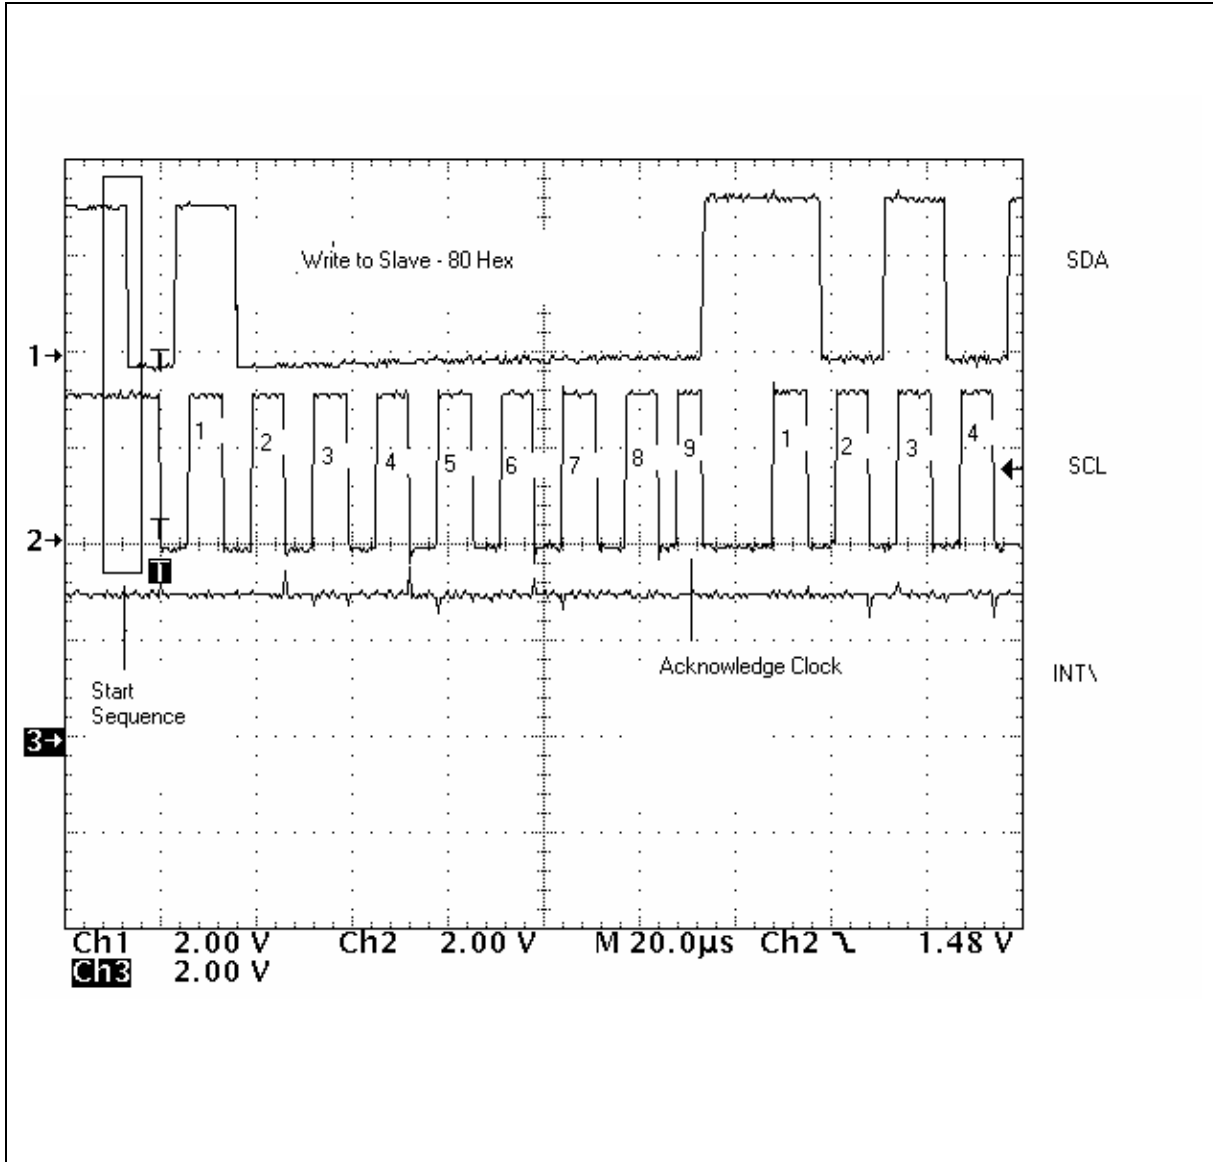 Write to Slave - 80 Hex
SDA
1→
T
1 2 3 4 5 6 7 8 9 1 2 3 4
SCL
T
2→
T
Start
Sequence
Acknowledge Clock
INT\
3→
Ch1 2.00 V Ch2 2.00 V M 20.0µs Ch2 1.48 V
Ch3 2.00 V